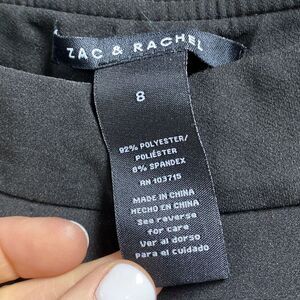 ZAC & RACHEL
8
92% POLYESTER/
POLIÉSTER
8% SPANDEX
RN 103715
MADE IN CHINA
HECHO EN CHINA
See reverse
for care
Ver al dorso
para el cuidado